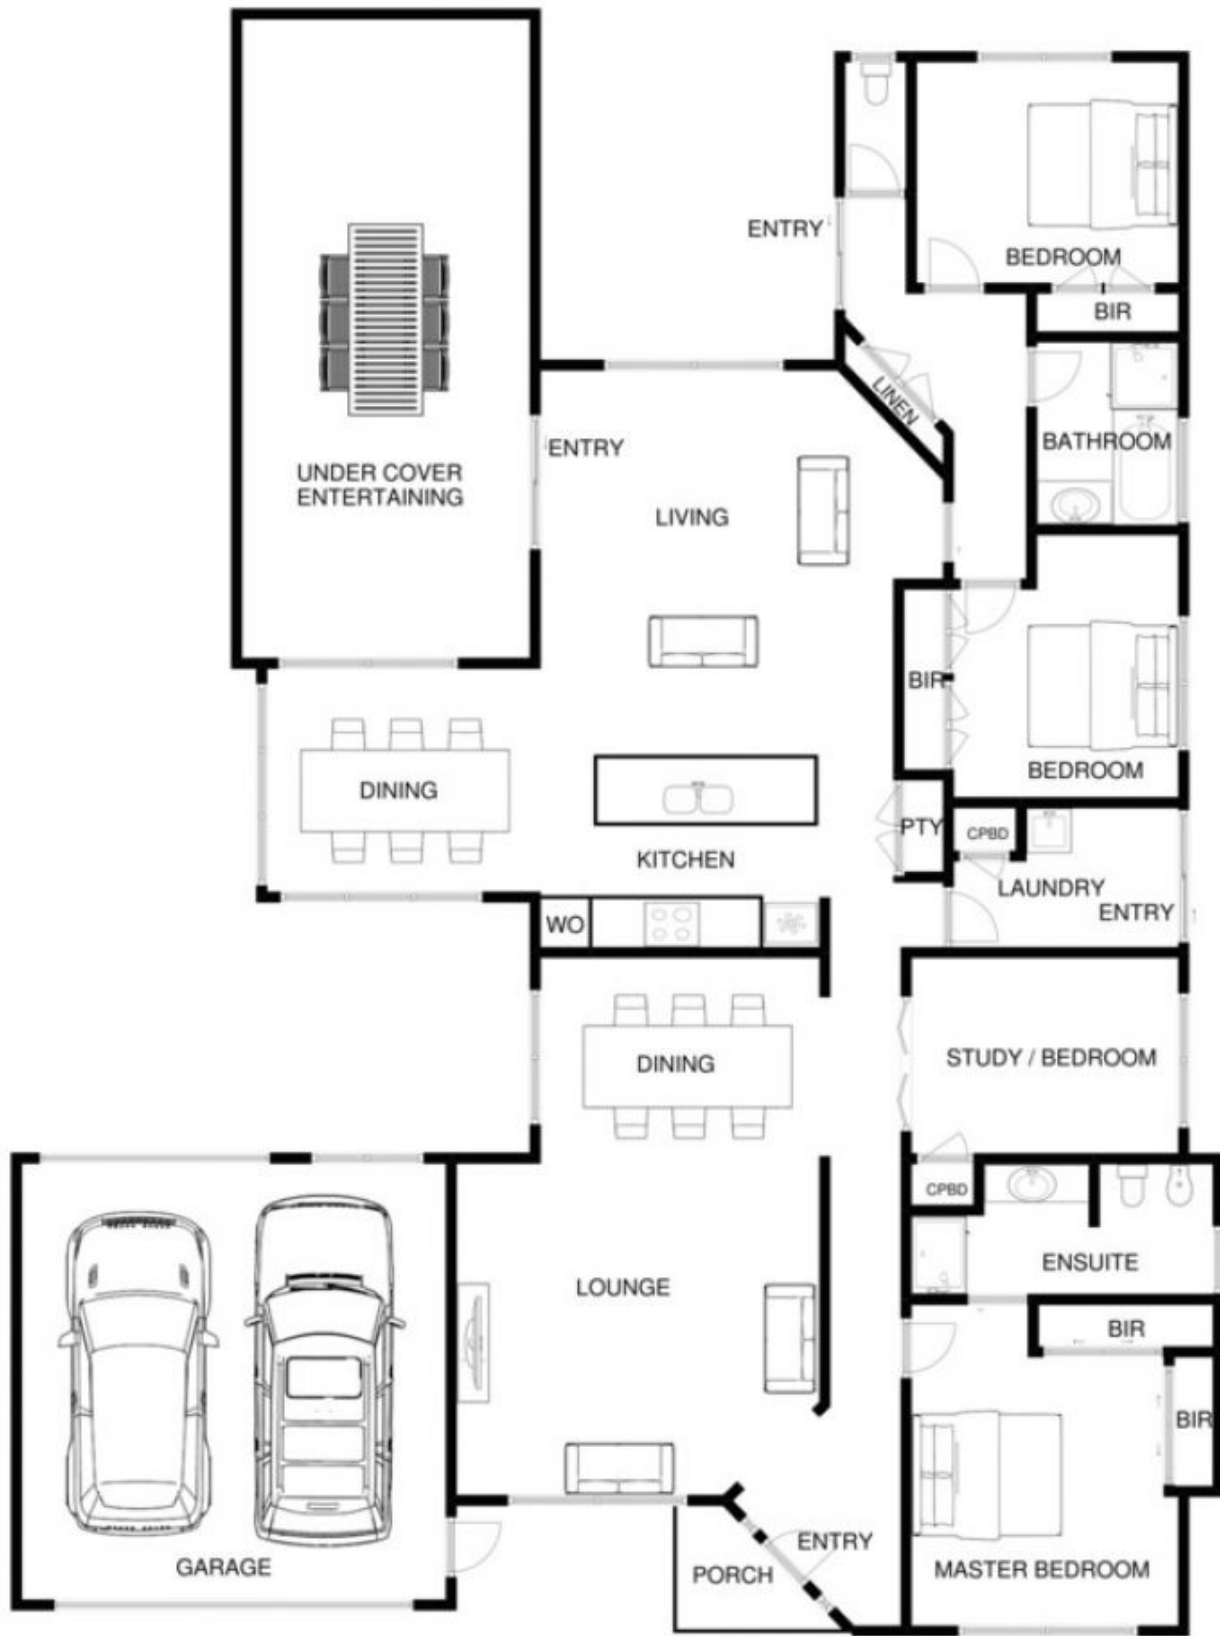 ENTRY
BEDROOM
BIR
LINEN
BATHROOM
ENTRY
UNDER COVER
ENTERTAINING
LIVING
BIR
BEDROOM
DINING
PTY
CPBD
KITCHEN
LAUNDRY
ENTRY
WO
DINING
STUDY / BEDROOM
CPBD
ENSUITE
LOUNGE
BIR
BIR
ENTRY
GARAGE
PORCH
MASTER BEDROOM